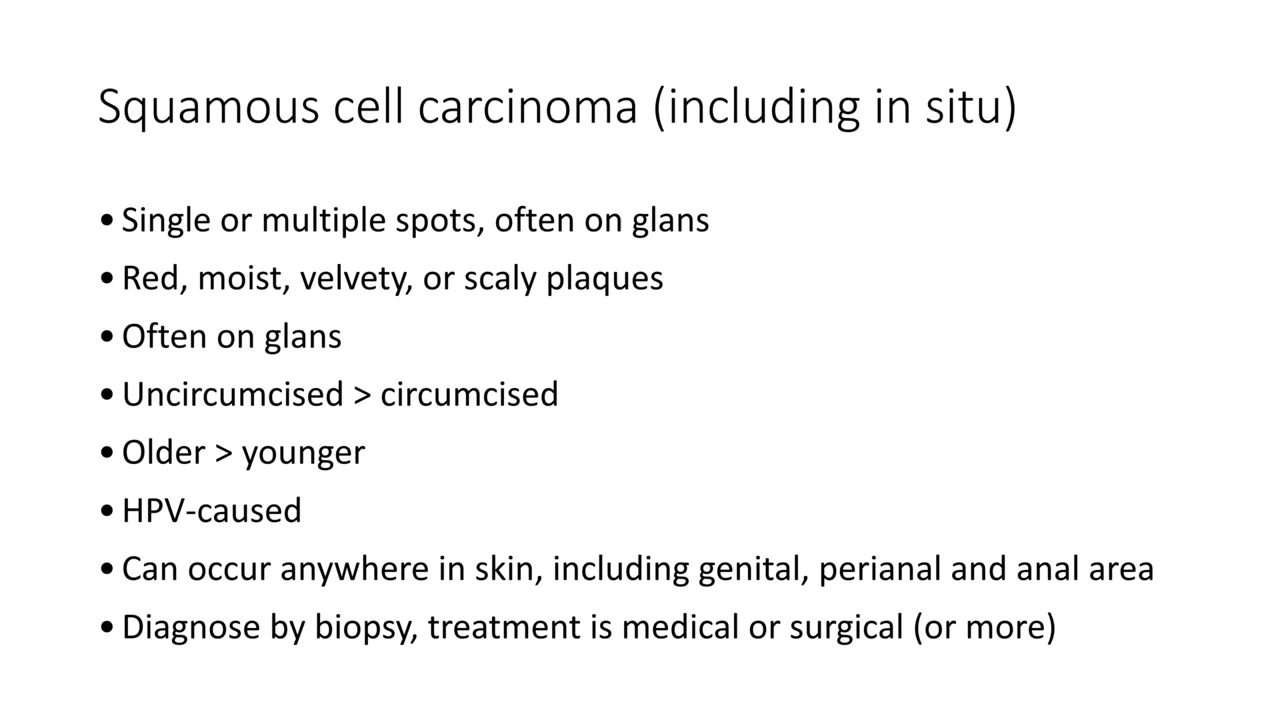 Squamous cell carcinoma (including in situ)
• Single or multiple spots, often on glans
• Red, moist, velvety, or scaly plaques
• Often on glans
• Uncircumcised > circumcised
• Older > younger
• HPV-caused
• Can occur anywhere in skin, including genital, perianal and anal area
• Diagnose by biopsy, treatment is medical or surgical (or more)